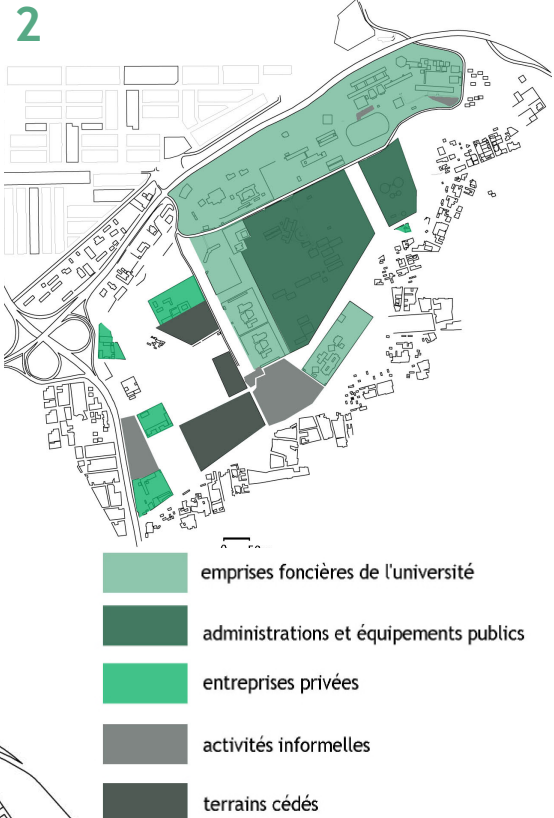 2
emprises foncières de l'université
administrations et équipements publics
entreprises privées
activités informelles
terrains cédés